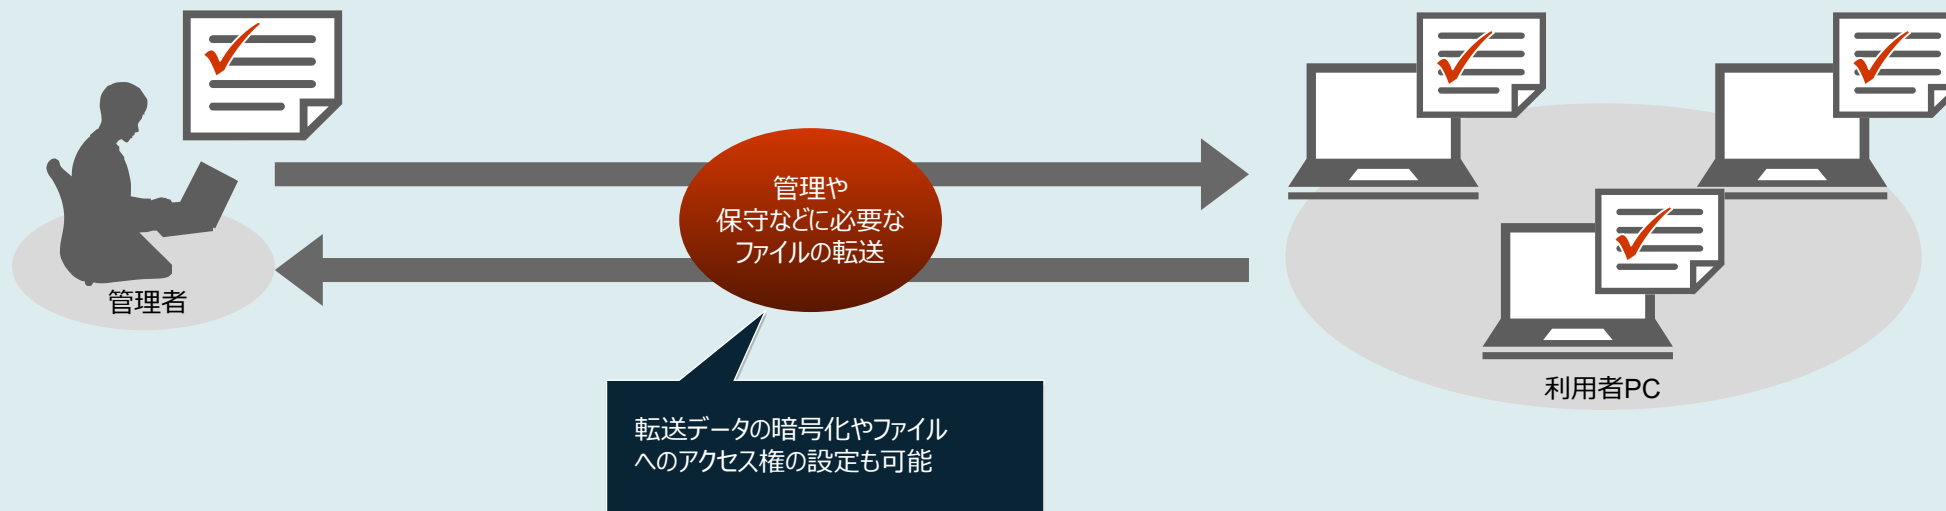 管理や
保守などに必要な
ファイルの転送
管理者
利用者PC
転送データの暗号化やファイル
へのアクセス権の設定も可能